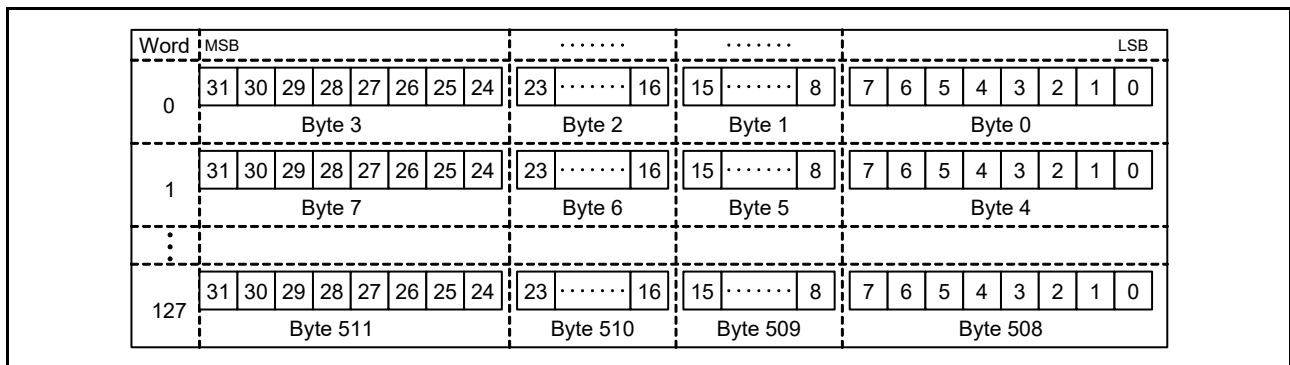 Word MSB ······· ······· LSB
0 31 30 29 28 27 26 25 24 23 ······· 16 15 ······· 8 7 6 5 4 3 2 1 0
Byte 3 Byte 2 Byte 1 Byte 0
1 31 30 29 28 27 26 25 24 23 ······· 16 15 ······· 8 7 6 5 4 3 2 1 0
Byte 7 Byte 6 Byte 5 Byte 4
⋮
127 31 30 29 28 27 26 25 24 23 ······· 16 15 ······· 8 7 6 5 4 3 2 1 0
Byte 511 Byte 510 Byte 509 Byte 508